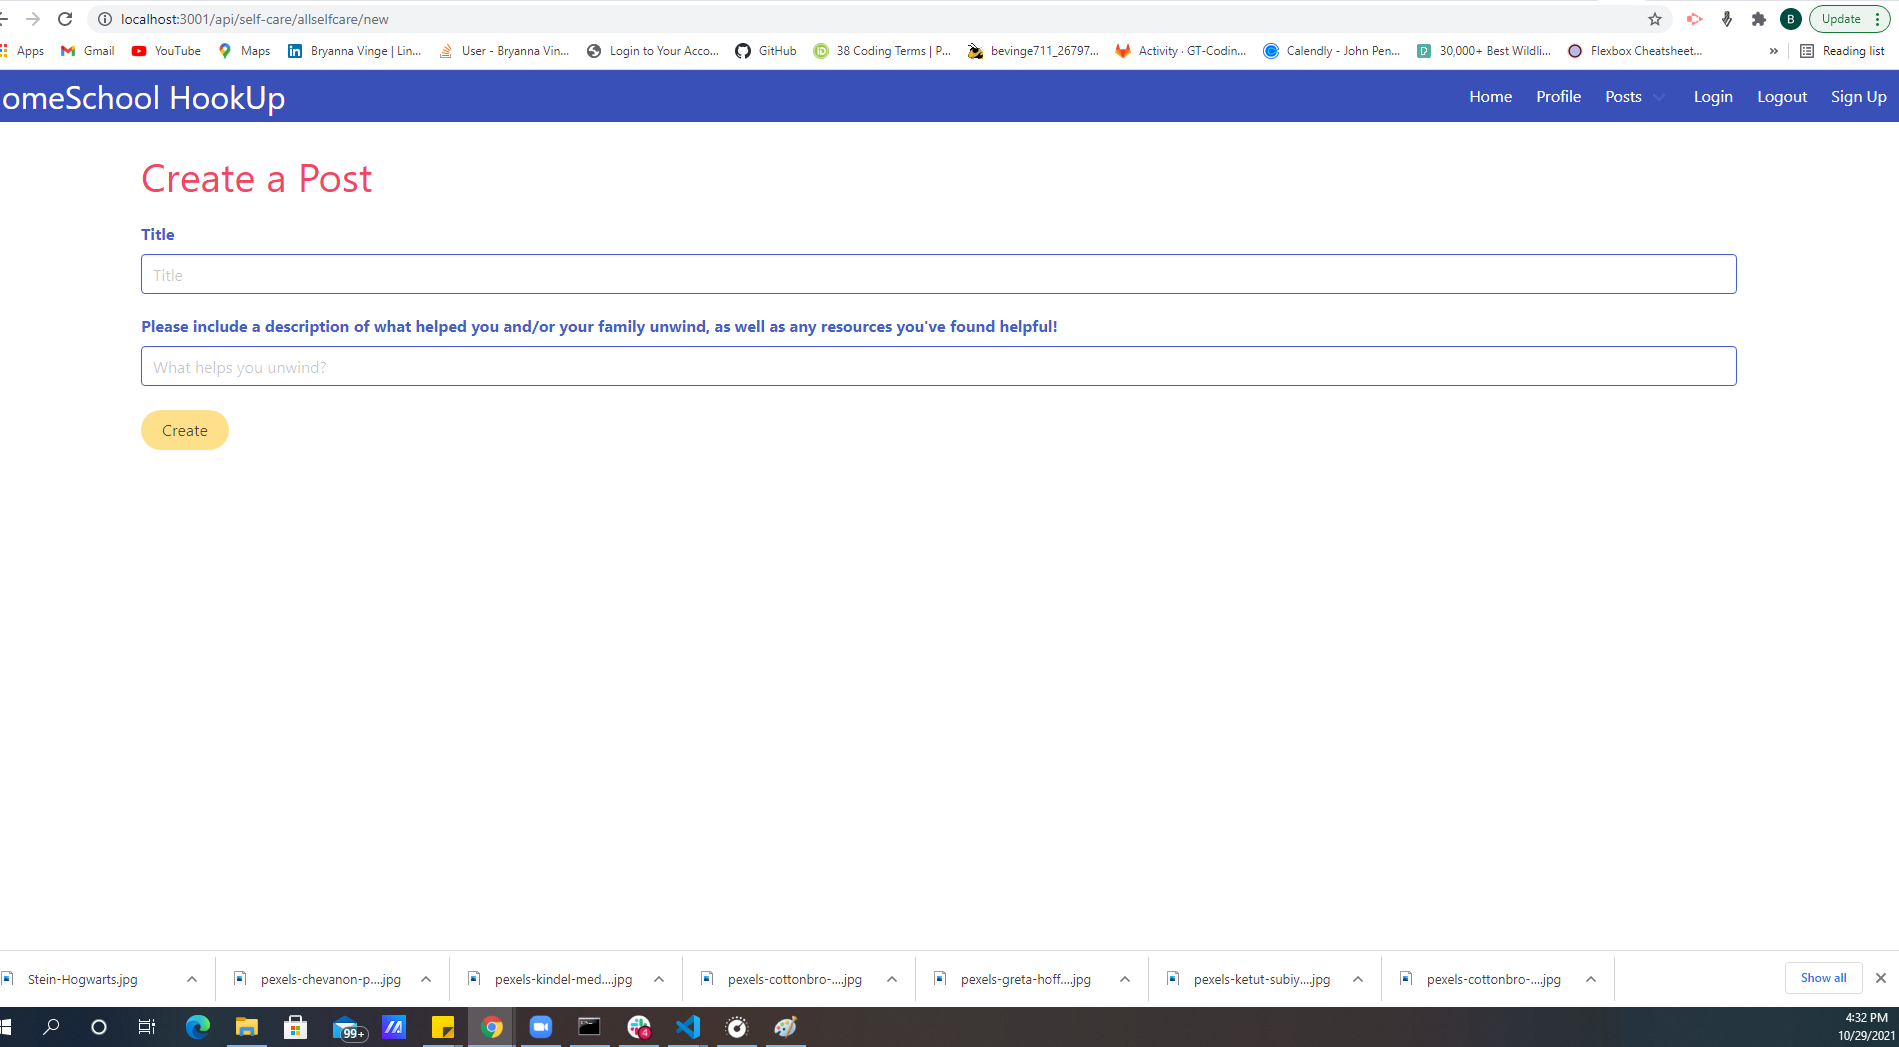 localhost:3001/api/self-care/allselfcare/new
B
Update
Apps Gmail YouTube Maps Bryanna Vinge | Lin... User - Bryanna Vin... Login to Your Acco... GitHub 38 Coding Terms | P... bevinge711_26797... Activity · GT-Codin... Calendly - John Pen... 30,000+ Best Wildli... Flexbox Cheatsheet... » Reading list
omeSchool HookUp
Home Profile Posts Login Logout Sign Up
Create a Post
Title
Title
Please include a description of what helped you and/or your family unwind, as well as any resources you've found helpful!
What helps you unwind?
Create
Stein-Hogwarts.jpg pexels-chevanon-p....jpg pexels-kindel-med....jpg pexels-cottonbro-....jpg pexels-greta-hoff....jpg pexels-ketut-subiy....jpg pexels-cottonbro-....jpg Show all
99+
4
4:32 PM
10/29/2021